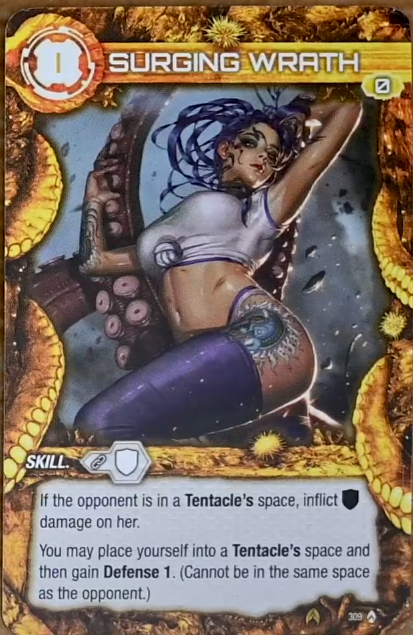 I SURGING WRATH
0
SKILL.
If the opponent is in a Tentacle's space, inflict
damage on her.
You may place yourself into a Tentacle's space and
then gain Defense 1. (Cannot be in the same space
as the opponent.)
309